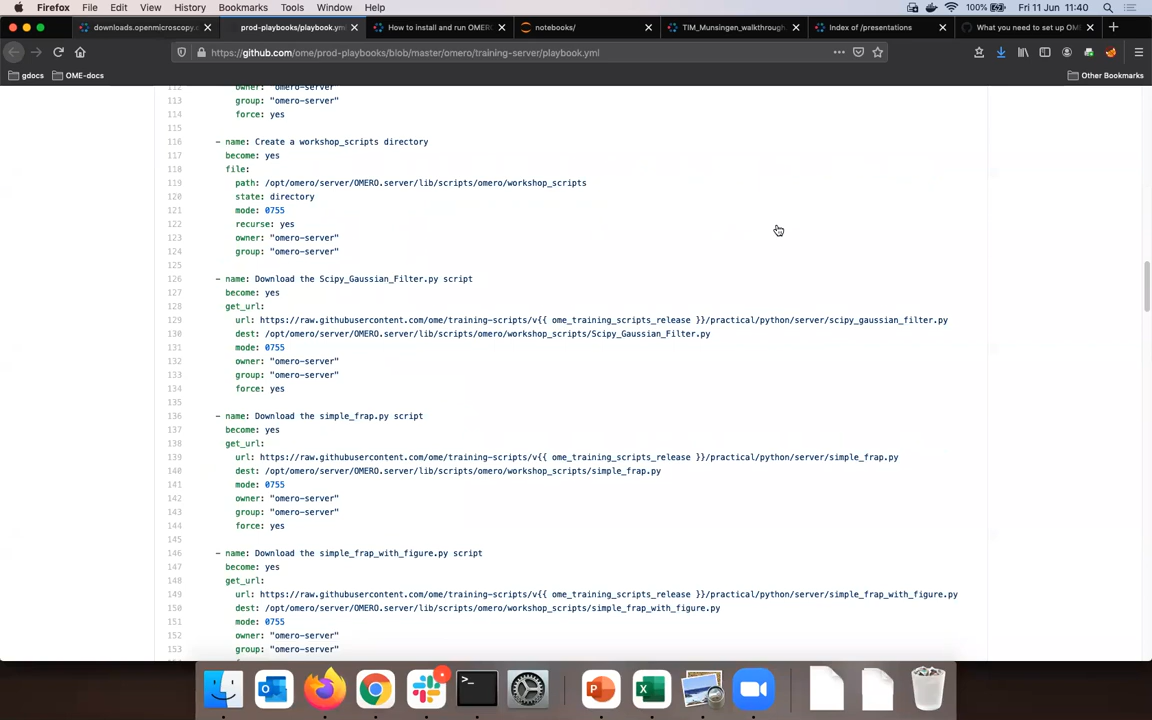 Firefox File Edit View History Bookmarks Tools Window Help 100% Fri 11 Jun 11:40
downloads.openmicroscopy. prod-playbooks/playbook.ym How to install and run OMERO notebooks/ TIM_Munsingen_walkthrough Index of /presentations What you need to set up OME
https://github.com/ome/prod-playbooks/blob/master/omero/training-server/playbook.yml
gdocs OME-docs Other Bookmarks
112 owner: "omero-server"
113 group: "omero-server"
114 force: yes
115
116 - name: Create a workshop_scripts directory
117 become: yes
118 file:
119 path: /opt/omero/server/OMERO.server/lib/scripts/omero/workshop_scripts
120 state: directory
121 mode: 0755
122 recurse: yes
123 owner: "omero-server"
124 group: "omero-server"
125
126 - name: Download the Scipy_Gaussian_Filter.py script
127 become: yes
128 get_url:
129 url: https://raw.githubusercontent.com/ome/training-scripts/v{{ ome_training_scripts_release }}/practical/python/server/scipy_gaussian_filter.py
130 dest: /opt/omero/server/OMERO.server/lib/scripts/omero/workshop_scripts/Scipy_Gaussian_Filter.py
131 mode: 0755
132 owner: "omero-server"
133 group: "omero-server"
134 force: yes
135
136 - name: Download the simple_frap.py script
137 become: yes
138 get_url:
139 url: https://raw.githubusercontent.com/ome/training-scripts/v{{ ome_training_scripts_release }}/practical/python/server/simple_frap.py
140 dest: /opt/omero/server/OMERO.server/lib/scripts/omero/workshop_scripts/simple_frap.py
141 mode: 0755
142 owner: "omero-server"
143 group: "omero-server"
144 force: yes
145
146 - name: Download the simple_frap_with_figure.py script
147 become: yes
148 get_url:
149 url: https://raw.githubusercontent.com/ome/training-scripts/v{{ ome_training_scripts_release }}/practical/python/server/simple_frap_with_figure.py
150 dest: /opt/omero/server/OMERO.server/lib/scripts/omero/workshop_scripts/simple_frap_with_figure.py
151 mode: 0755
152 owner: "omero-server"
153 group: "omero-server"